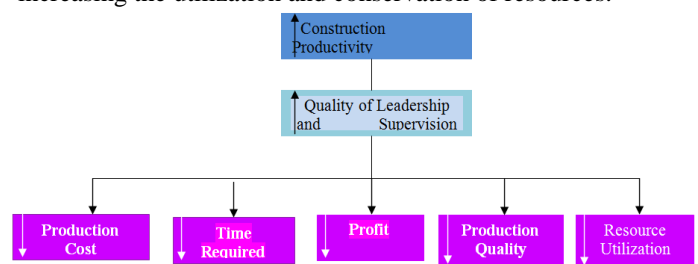 increasing the utilization and conservation of resources.
Construction
Productivity
Quality of Leadership
and Supervision
Production
Cost
Time
Required
Profit
Production
Quality
Resource
Utilization